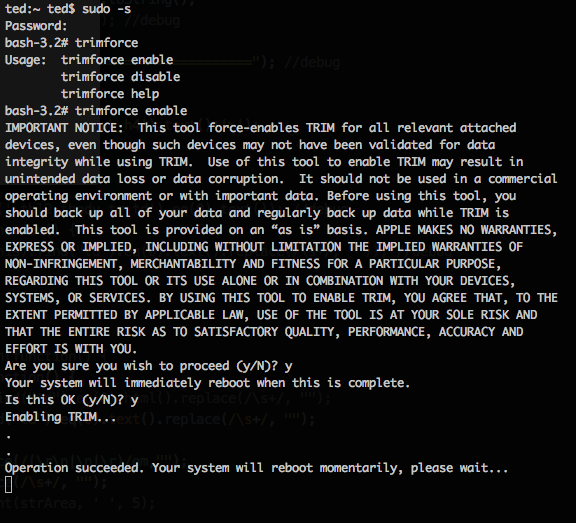 ted:~ ted$ sudo -s
Password:
bash-3.2# trimforce
Usage:  trimforce enable
        trimforce disable
        trimforce help
bash-3.2# trimforce enable
IMPORTANT NOTICE:  This tool force-enables TRIM for all relevant attached
devices, even though such devices may not have been validated for data
integrity while using TRIM.  Use of this tool to enable TRIM may result in
unintended data loss or data corruption.  It should not be used in a commercial
operating environment or with important data. Before using this tool, you
should back up all of your data and regularly back up data while TRIM is
enabled.  This tool is provided on an “as is” basis. APPLE MAKES NO WARRANTIES,
EXPRESS OR IMPLIED, INCLUDING WITHOUT LIMITATION THE IMPLIED WARRANTIES OF
NON-INFRINGEMENT, MERCHANTABILITY AND FITNESS FOR A PARTICULAR PURPOSE,
REGARDING THIS TOOL OR ITS USE ALONE OR IN COMBINATION WITH YOUR DEVICES,
SYSTEMS, OR SERVICES. BY USING THIS TOOL TO ENABLE TRIM, YOU AGREE THAT, TO THE
EXTENT PERMITTED BY APPLICABLE LAW, USE OF THE TOOL IS AT YOUR SOLE RISK AND
THAT THE ENTIRE RISK AS TO SATISFACTORY QUALITY, PERFORMANCE, ACCURACY AND
EFFORT IS WITH YOU.
Are you sure you wish to proceed (y/N)? y
Your system will immediately reboot when this is complete.
Is this OK (y/N)? y
Enabling TRIM...
.
.
Operation succeeded. Your system will reboot momentarily, please wait...